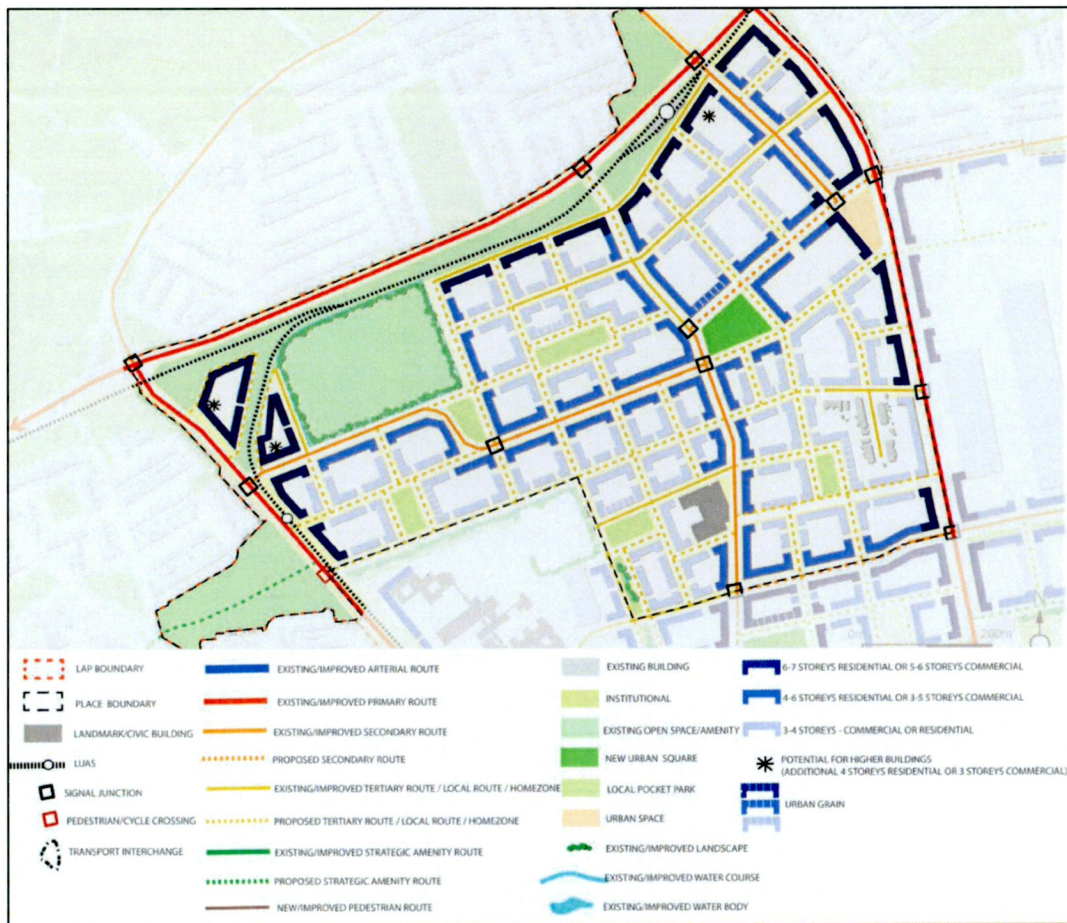 N
0m
200m
LAP BOUNDARY
PLACE BOUNDARY
LANDMARK/CIVIC BUILDING
LUAS
SIGNAL JUNCTION
PEDESTRIAN/CYCLE CROSSING
TRANSPORT INTERCHANGE
EXISTING/IMPROVED ARTERIAL ROUTE
EXISTING/IMPROVED PRIMARY ROUTE
EXISTING/IMPROVED SECONDARY ROUTE
PROPOSED SECONDARY ROUTE
EXISTING/IMPROVED TERTIARY ROUTE / LOCAL ROUTE / HOMEZONE
PROPOSED TERTIARY ROUTE / LOCAL ROUTE / HOMEZONE
EXISTING/IMPROVED STRATEGIC AMENITY ROUTE
PROPOSED STRATEGIC AMENITY ROUTE
NEW/IMPROVED PEDESTRIAN ROUTE
EXISTING BUILDING
INSTITUTIONAL
EXISTING OPEN SPACE/AMENITY
NEW URBAN SQUARE
LOCAL POCKET PARK
URBAN SPACE
EXISTING/IMPROVED LANDSCAPE
EXISTING/IMPROVED WATER COURSE
EXISTING/IMPROVED WATER BODY
6-7 STOREYS RESIDENTIAL OR 5-6 STOREYS COMMERCIAL
4-6 STOREYS RESIDENTIAL OR 3-5 STOREYS COMMERCIAL
3-4 STOREYS - COMMERCIAL OR RESIDENTIAL
POTENTIAL FOR HIGHER BUILDINGS
(ADDITIONAL 4 STOREYS RESIDENTIAL OR 3 STOREYS COMMERCIAL)
URBAN GRAIN